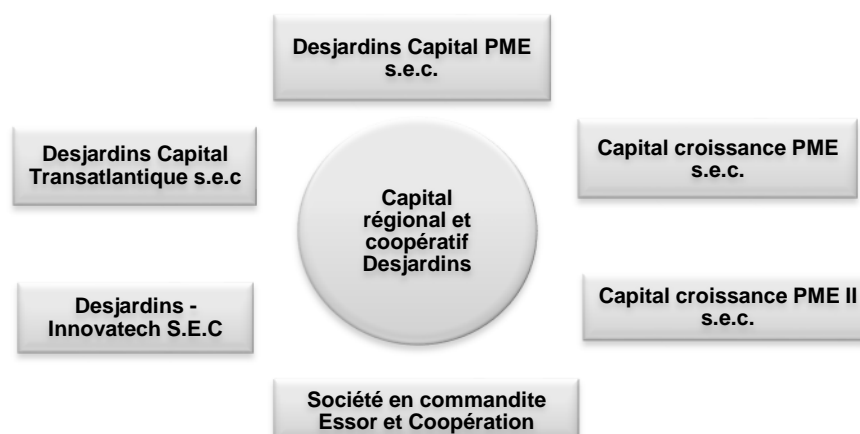 Desjardins Capital PME
s.e.c.
Desjardins Capital
Transatlantique s.e.c
Capital croissance PME
s.e.c.
Capital
régional et
coopératif
Desjardins
Desjardins -
Innovatech S.E.C
Capital croissance PME II
s.e.c.
Société en commandite
Essor et Coopération